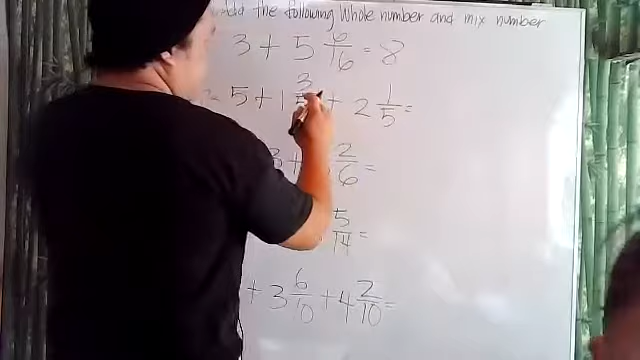 Add the following Whole number and mix number
3 + 5 6/16 = 8
5 + 1 3/5 + 2 1/5 =
3 + 2/6 =
5/14 =
+ 3 6/10 + 4 2/10 =